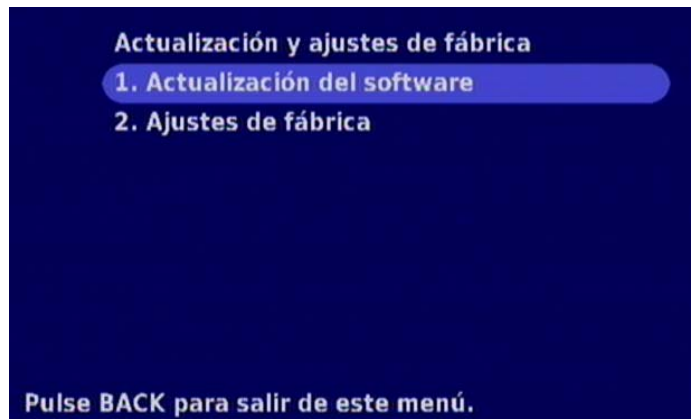 Actualización y ajustes de fábrica
1. Actualización del software
2. Ajustes de fábrica
Pulse BACK para salir de este menú.